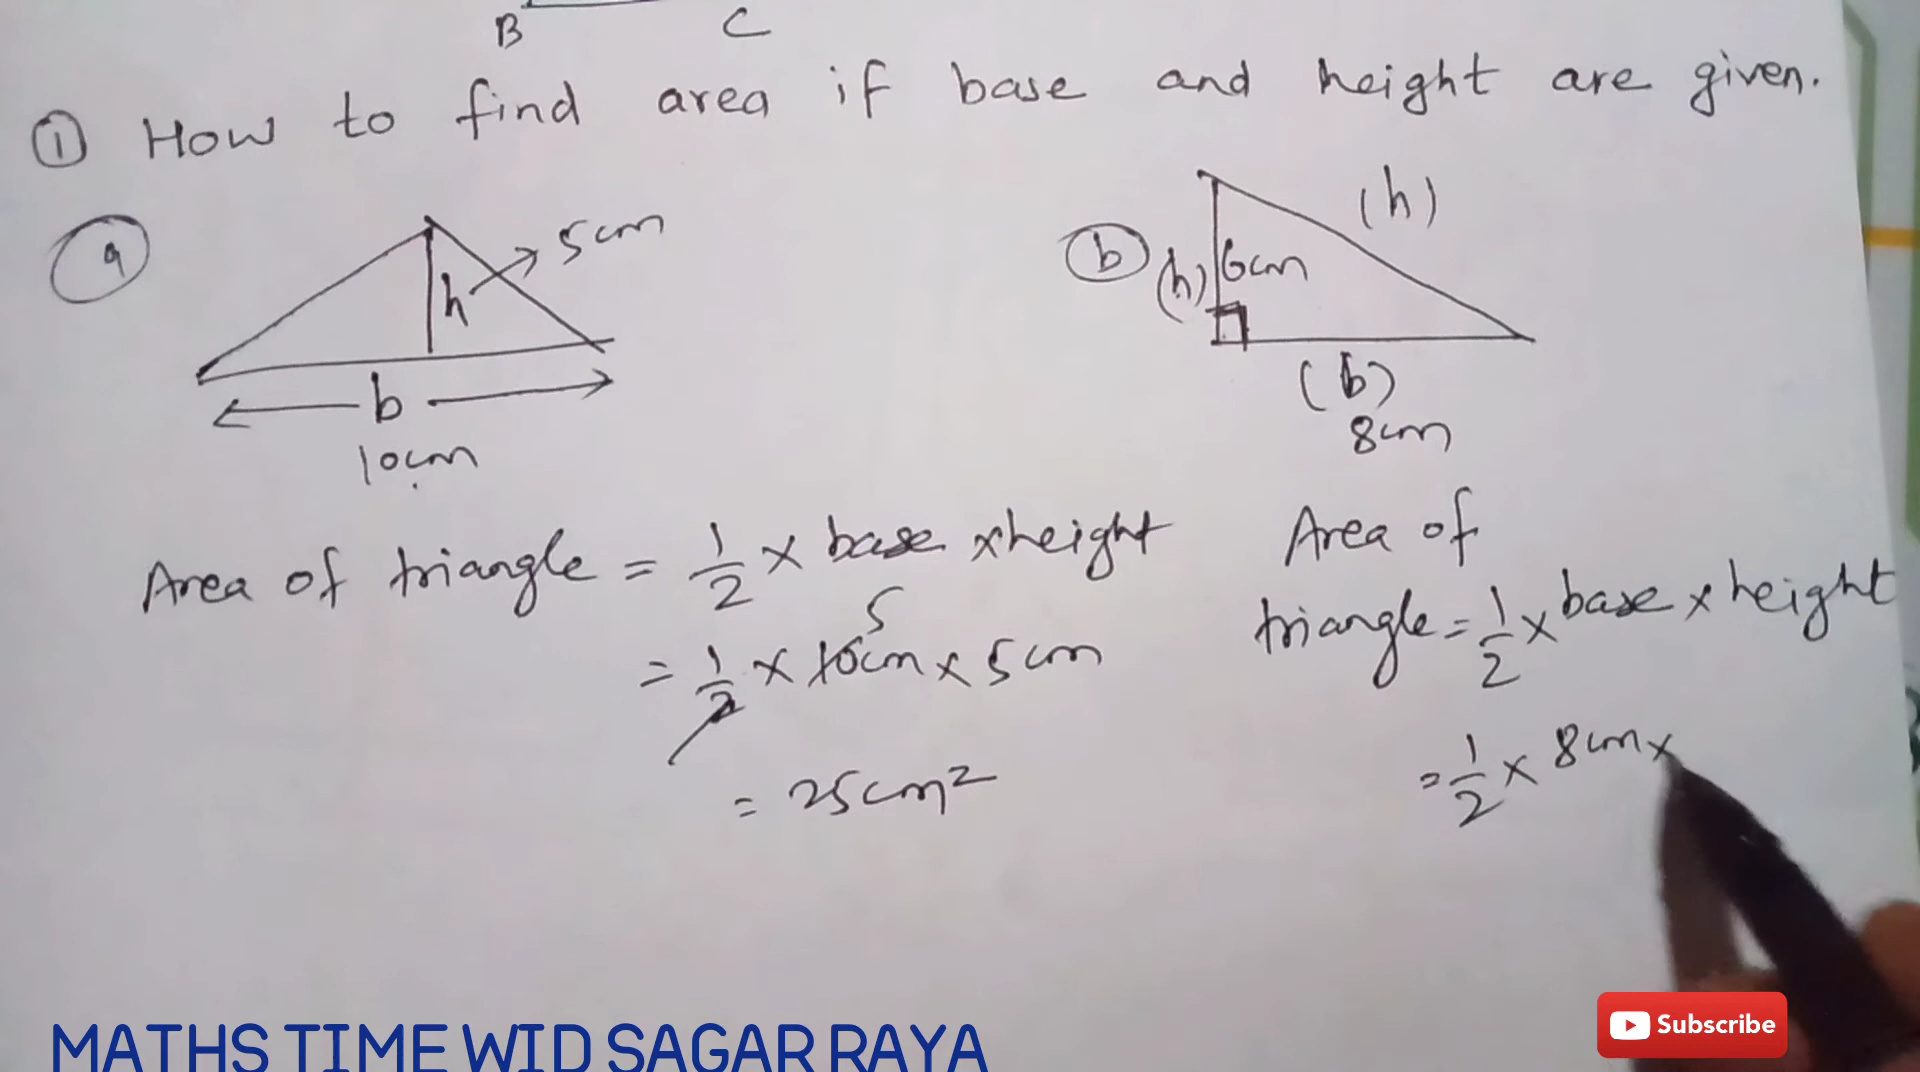 B C
① How to find area if base and height are given.
a
h → 5cm
b
10cm
b
(h)
(h) 6cm
(b)
8cm
Area of triangle = 1/2 × base × height
5
= 1/2 × 10cm × 5cm
= 25cm²
Area of
triangle = 1/2 × base × height
= 1/2 × 8cm ×
MATHS TIME WID SAGAR RAYA
Subscribe